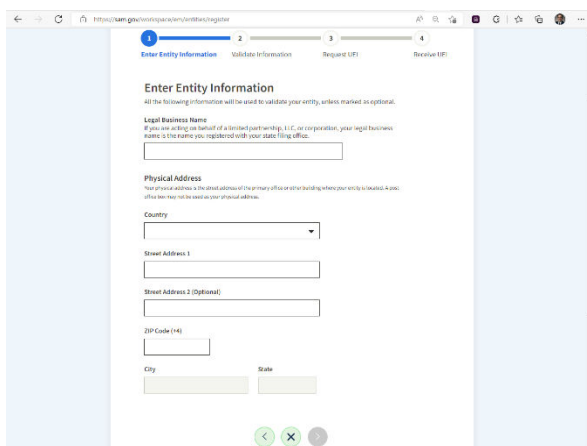 https://sam.gov/workspace/em/entities/register
1 2 3 4
Enter Entity Information Validate Information Request UEI Receive UEI
Enter Entity Information
All the following information will be used to validate your entity, unless marked as optional.
Legal Business Name
If you are acting on behalf of a limited partnership, LLC, or corporation, your legal business
name is the name you registered with your state filing office.
Physical Address
Your physical address is the street address of the primary office or other building where your entity is located. A post
office box may not be used as your physical address.
Country
Street Address 1
Street Address 2 (Optional)
ZIP Code (+4)
City State